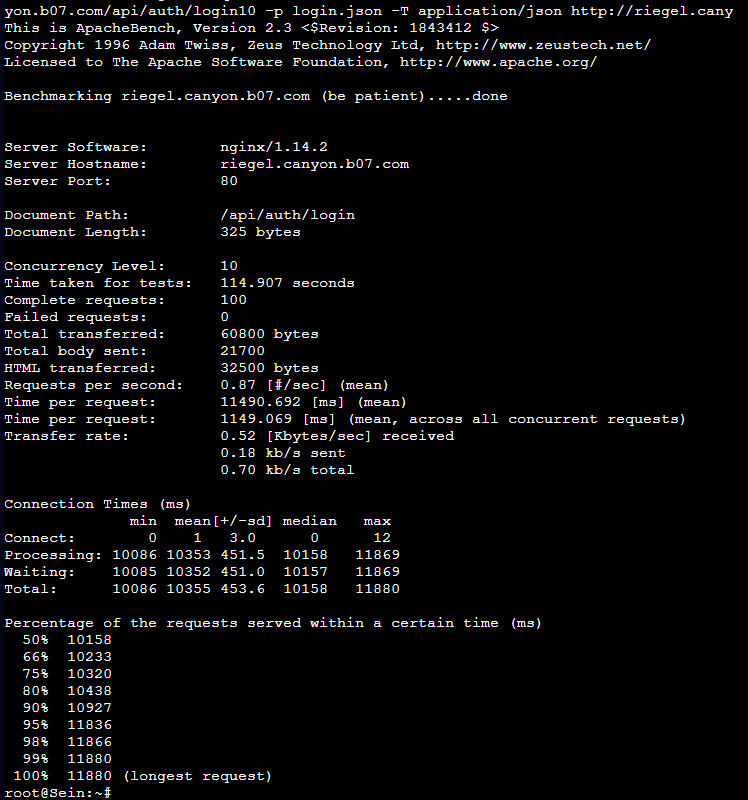 yon.b07.com/api/auth/login10 -p login.json -T application/json http://riegel.cany
This is ApacheBench, Version 2.3 <$Revision: 1843412 $>
Copyright 1996 Adam Twiss, Zeus Technology Ltd, http://www.zeustech.net/
Licensed to The Apache Software Foundation, http://www.apache.org/

Benchmarking riegel.canyon.b07.com (be patient).....done


Server Software:        nginx/1.14.2
Server Hostname:        riegel.canyon.b07.com
Server Port:            80

Document Path:          /api/auth/login
Document Length:        325 bytes

Concurrency Level:      10
Time taken for tests:   114.907 seconds
Complete requests:      100
Failed requests:        0
Total transferred:      60800 bytes
Total body sent:        21700
HTML transferred:       32500 bytes
Requests per second:    0.87 [#/sec] (mean)
Time per request:       11490.692 [ms] (mean)
Time per request:       1149.069 [ms] (mean, across all concurrent requests)
Transfer rate:          0.52 [Kbytes/sec] received
                        0.18 kb/s sent
                        0.70 kb/s total

Connection Times (ms)
              min  mean[+/-sd] median   max
Connect:        0    1   3.0      0      12
Processing: 10086 10353 451.5  10158   11869
Waiting:    10085 10352 451.0  10157   11869
Total:      10086 10355 453.6  10158   11880

Percentage of the requests served within a certain time (ms)
  50%  10158
  66%  10233
  75%  10320
  80%  10438
  90%  10927
  95%  11836
  98%  11866
  99%  11880
 100%  11880 (longest request)
root@Sein:~#